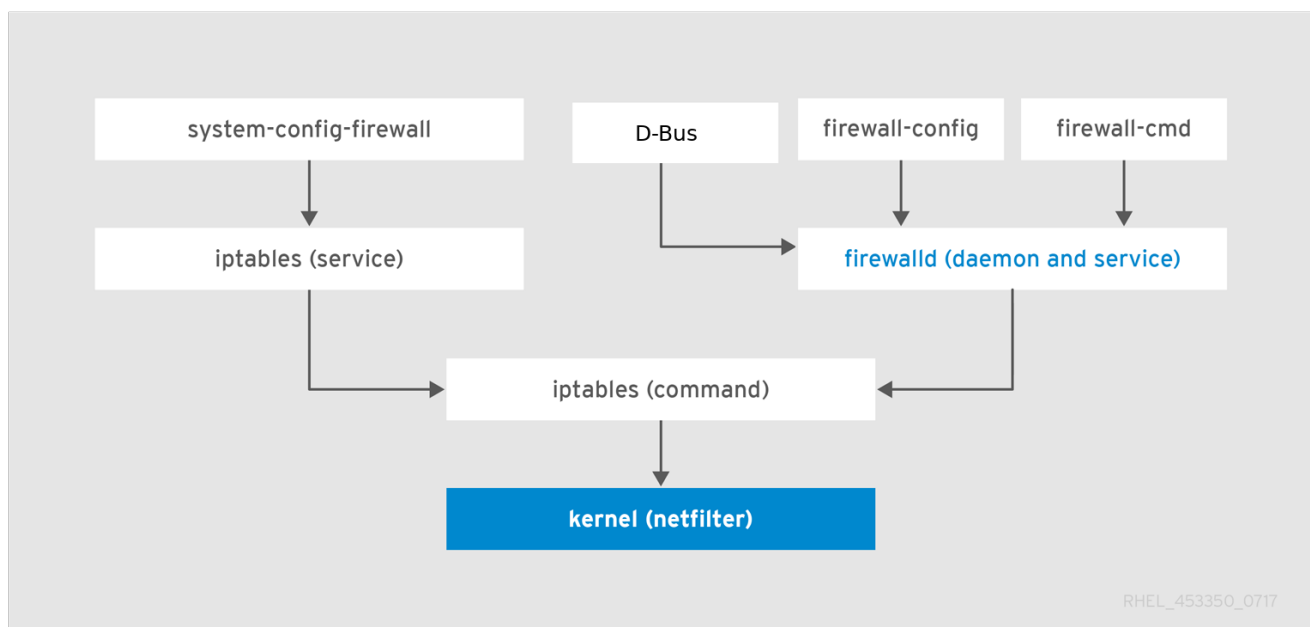 system-config-firewall
D-Bus
firewall-config
firewall-cmd
iptables (service)
firewalld (daemon and service)
iptables (command)
kernel (netfilter)
RHEL_453350_0717